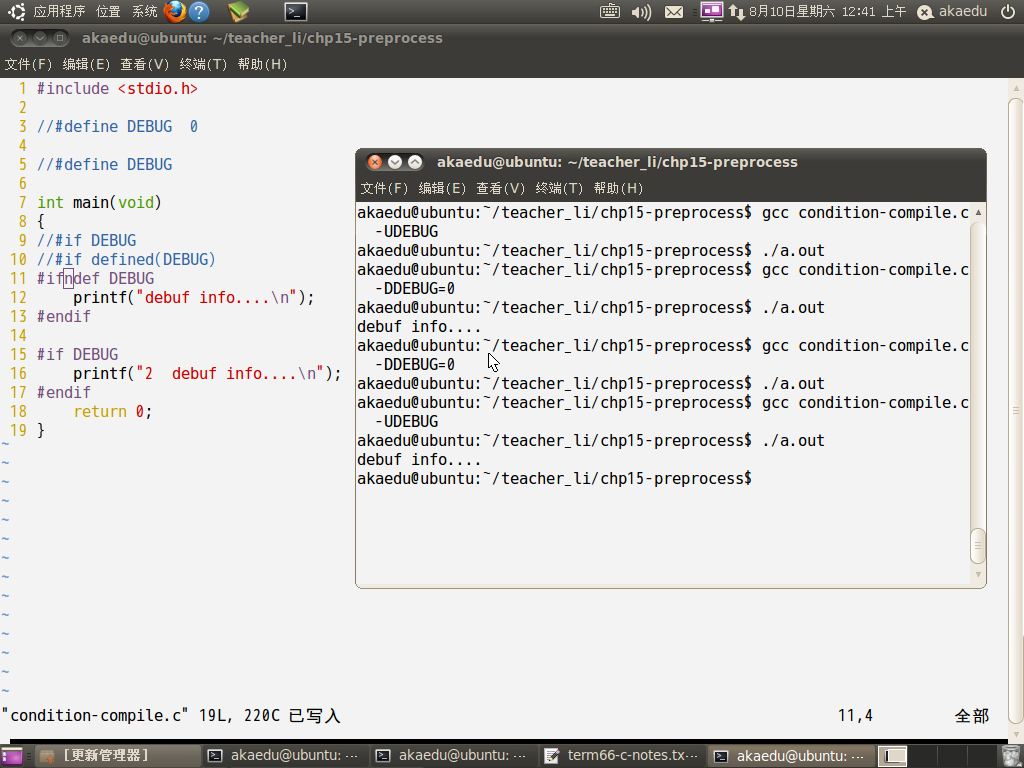 应用程序 位置 系统 8月10日星期六 12:41 上午 akaedu
akaedu@ubuntu: ~/teacher_li/chp15-preprocess
文件(F) 编辑(E) 查看(V) 终端(T) 帮助(H)
1 #include <stdio.h>
2
3 //#define DEBUG  0
4
5 //#define DEBUG
6
7 int main(void)
8 {
9 //#if DEBUG
10 //#if defined(DEBUG)
11 #ifndef DEBUG
12     printf("debuf info....\n");
13 #endif
14
15 #if DEBUG
16     printf("2  debuf info....\n");
17 #endif
18     return 0;
19 }
~
~
~
~
~
~
~
~
~
~
~
~
~
~
"condition-compile.c" 19L, 220C 已写入 11,4 全部
akaedu@ubuntu: ~/teacher_li/chp15-preprocess
文件(F) 编辑(E) 查看(V) 终端(T) 帮助(H)
akaedu@ubuntu:~/teacher_li/chp15-preprocess$ gcc condition-compile.c
  -UDEBUG
akaedu@ubuntu:~/teacher_li/chp15-preprocess$ ./a.out
akaedu@ubuntu:~/teacher_li/chp15-preprocess$ gcc condition-compile.c
  -DDEBUG=0
akaedu@ubuntu:~/teacher_li/chp15-preprocess$ ./a.out
debuf info....
akaedu@ubuntu:~/teacher_li/chp15-preprocess$ gcc condition-compile.c
  -DDEBUG=0
akaedu@ubuntu:~/teacher_li/chp15-preprocess$ ./a.out
akaedu@ubuntu:~/teacher_li/chp15-preprocess$ gcc condition-compile.c
  -UDEBUG
akaedu@ubuntu:~/teacher_li/chp15-preprocess$ ./a.out
debuf info....
akaedu@ubuntu:~/teacher_li/chp15-preprocess$
[更新管理器] akaedu@ubuntu: ··· akaedu@ubuntu: ··· term66-c-notes.tx··· akaedu@ubuntu: ···